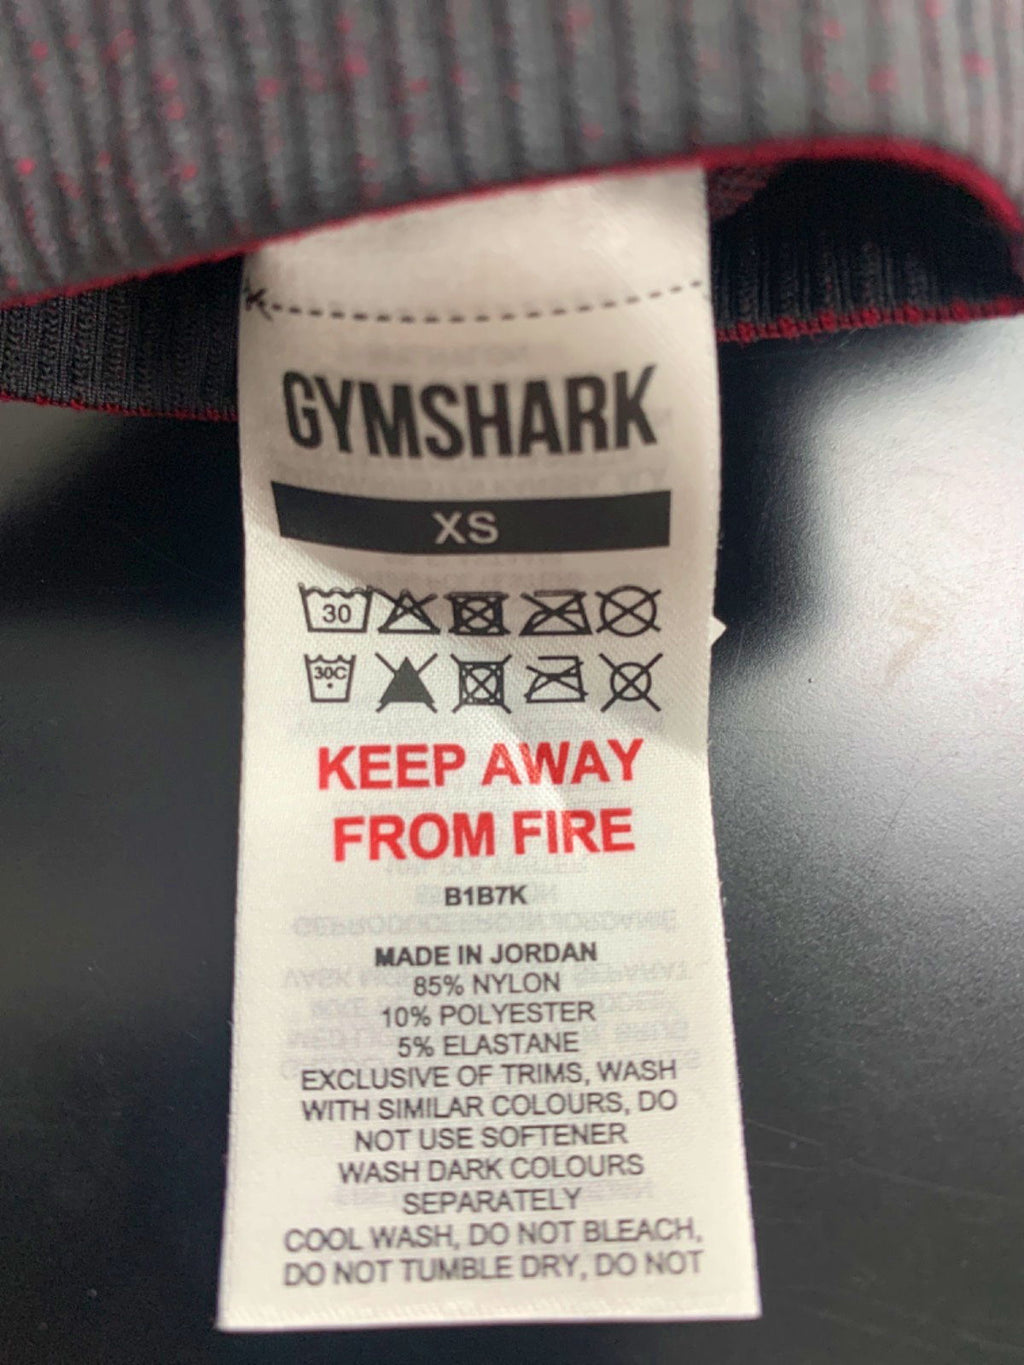 GYMSHARK
XS
30
30C
KEEP AWAY
FROM FIRE
B1B7K
MADE IN JORDAN
85% NYLON
10% POLYESTER
5% ELASTANE
EXCLUSIVE OF TRIMS, WASH
WITH SIMILAR COLOURS, DO
NOT USE SOFTENER
WASH DARK COLOURS
SEPARATELY
COOL WASH, DO NOT BLEACH,
DO NOT TUMBLE DRY, DO NOT